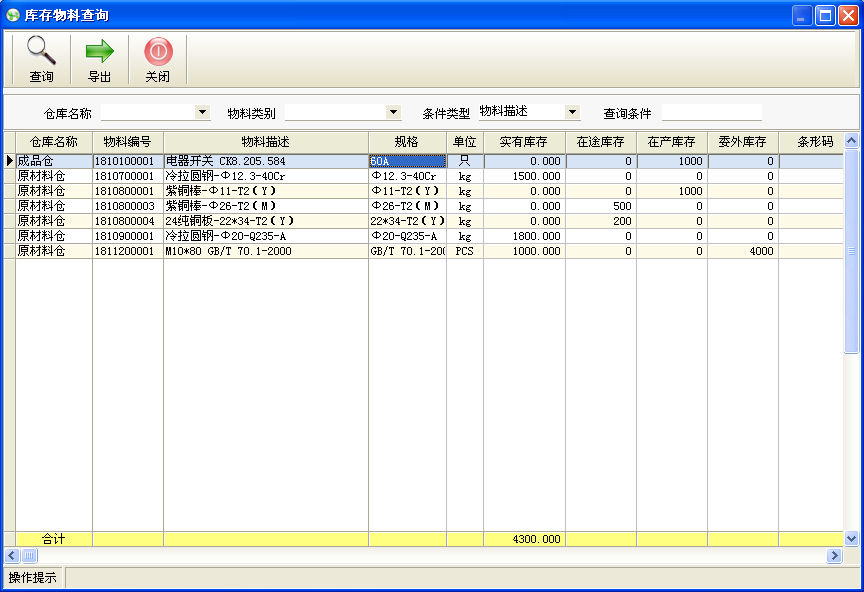 库存物料查询
查询 导出 关闭
仓库名称 物料类别 条件类型 物料描述 查询条件
仓库名称 物料编号 物料描述 规格 单位 实有库存 在途库存 在产库存 委外库存 条形码
成品仓 1810100001 电器开关 CK8.205.584 60A 只 0.000 0 1000 0
原材料仓 1810700001 冷拉圆钢-Φ12.3-40Cr Φ12.3-40Cr kg 1500.000 0 0 0
原材料仓 1810800001 紫铜棒-Φ11-T2(Y) Φ11-T2(Y) kg 0.000 0 1000 0
原材料仓 1810800003 紫铜棒-Φ26-T2(M) Φ26-T2(M) kg 0.000 500 0 0
原材料仓 1810800004 24纯铜板-22*34-T2(Y) 22*34-T2(Y) kg 0.000 200 0 0
原材料仓 1810900001 冷拉圆钢-Φ20-Q235-A Φ20-Q235-A kg 1800.000 0 0 0
原材料仓 1811200001 M10*80 GB/T 70.1-2000 GB/T 70.1-200 PCS 1000.000 0 0 4000
合计 4300.000
操作提示